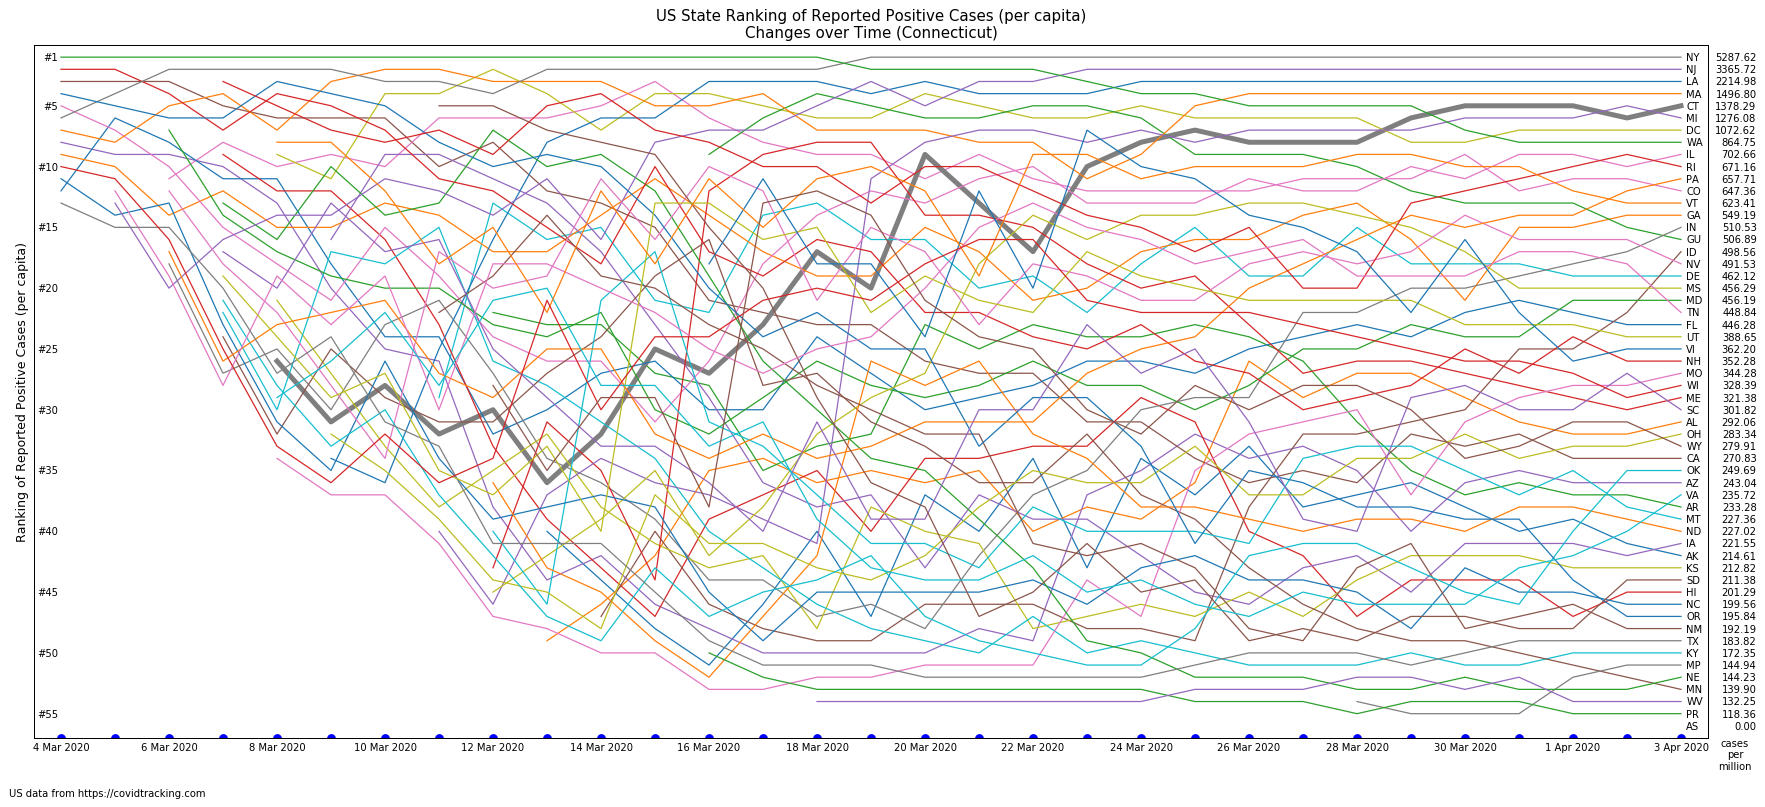 US State Ranking of Reported Positive Cases (per capita)
Changes over Time (Connecticut)
Ranking of Reported Positive Cases (per capita)
#1
#5
#10
#15
#20
#25
#30
#35
#40
#45
#50
#55
NY 5287.62
NJ 3365.72
LA 2214.98
MA 1496.80
CT 1378.29
MI 1276.08
DC 1072.62
WA 864.75
IL 702.66
RI 671.16
PA 657.71
CO 647.36
VT 623.41
GA 549.19
IN 510.53
GU 506.89
ID 498.56
NV 491.53
DE 462.12
MS 456.29
MD 456.19
TN 448.84
FL 446.28
UT 388.65
VI 362.20
NH 352.28
MO 344.28
WI 328.39
ME 321.38
SC 301.82
AL 292.06
OH 283.34
WY 279.91
CA 270.83
OK 249.69
AZ 243.04
VA 235.72
AR 233.28
MT 227.36
ND 227.02
IA 221.55
AK 214.61
KS 212.82
SD 211.38
HI 201.29
NC 199.56
OR 195.84
NM 192.19
TX 183.82
KY 172.35
MP 144.94
NE 144.23
MN 139.90
WV 132.25
PR 118.36
AS 0.00
4 Mar 2020 6 Mar 2020 8 Mar 2020 10 Mar 2020 12 Mar 2020 14 Mar 2020 16 Mar 2020 18 Mar 2020 20 Mar 2020 22 Mar 2020 24 Mar 2020 26 Mar 2020 28 Mar 2020 30 Mar 2020 1 Apr 2020 3 Apr 2020
cases
per
million
US data from https://covidtracking.com